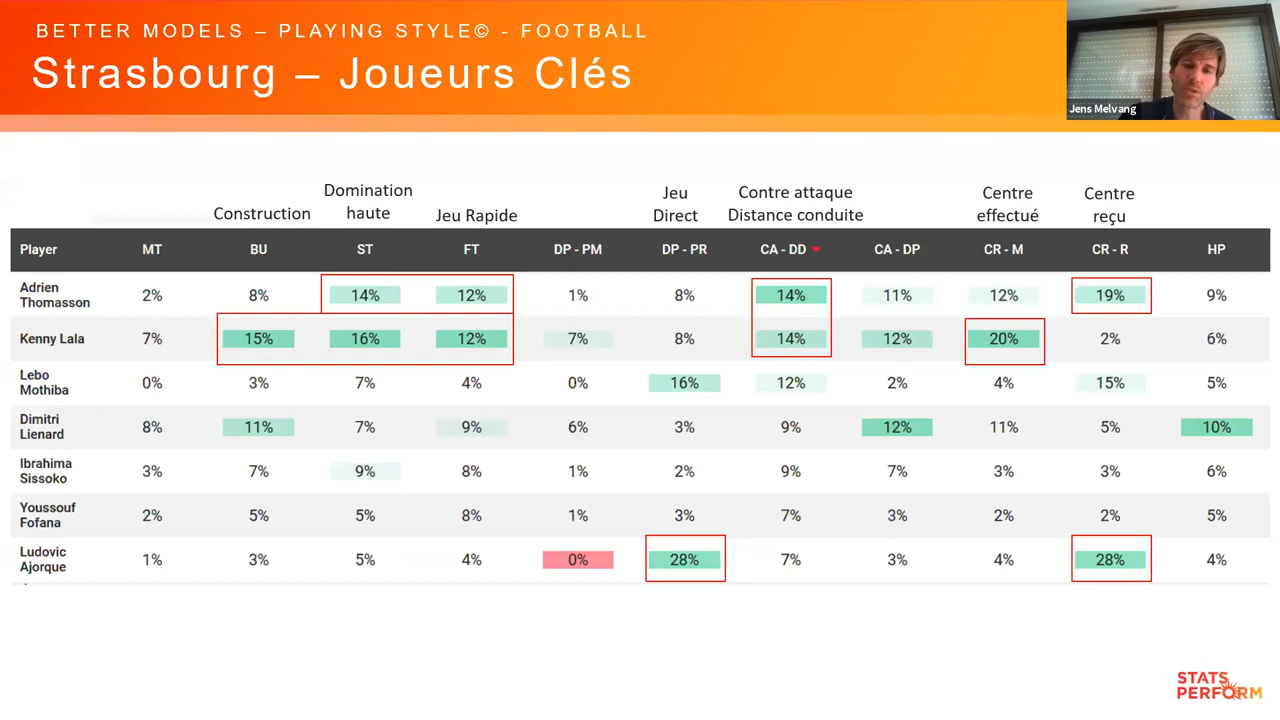 BETTER MODELS – PLAYING STYLE© - FOOTBALL
Strasbourg – Joueurs Clés
Jens Melvang
Construction
Domination
haute
Jeu Rapide
Jeu
Direct
Contre attaque
Distance conduite
Centre
effectué
Centre
reçu
Player MT BU ST FT DP - PM DP - PR CA - DD CA - DP CR - M CR - R HP
Adrien
Thomasson 2% 8% 14% 12% 1% 8% 14% 11% 12% 19% 9%
Kenny Lala 7% 15% 16% 12% 7% 8% 14% 12% 20% 2% 6%
Lebo
Mothiba 0% 3% 7% 4% 0% 16% 12% 2% 4% 15% 5%
Dimitri
Lienard 8% 11% 7% 9% 6% 3% 9% 12% 11% 5% 10%
Ibrahima
Sissoko 3% 7% 9% 8% 1% 2% 9% 7% 3% 3% 6%
Youssouf
Fofana 2% 5% 5% 8% 1% 3% 7% 3% 2% 2% 5%
Ludovic
Ajorque 1% 3% 5% 4% 0% 28% 7% 3% 4% 28% 4%
STATS
PERFORM